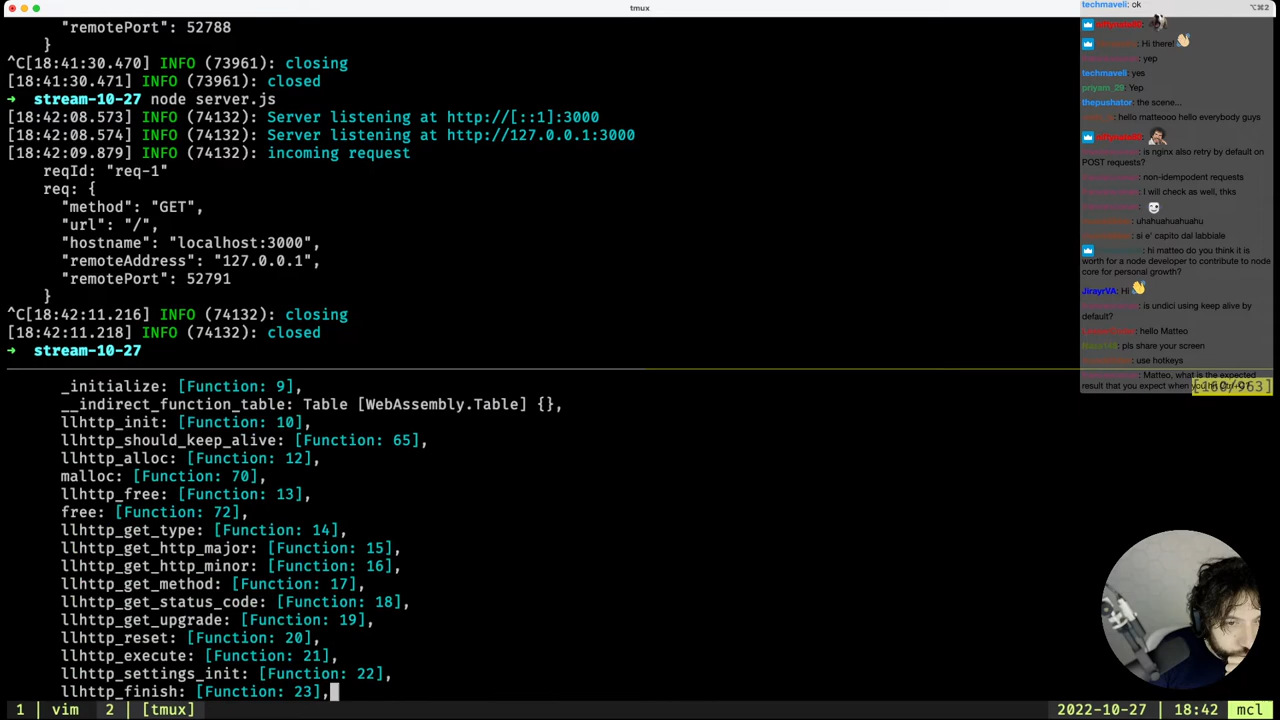 tmux
⌥⌘2
"remotePort": 52788
}
^C[18:41:30.470] INFO (73961): closing
[18:41:30.471] INFO (73961): closed
→ stream-10-27 node server.js
[18:42:08.573] INFO (74132): Server listening at http://[::1]:3000
[18:42:08.574] INFO (74132): Server listening at http://127.0.0.1:3000
[18:42:09.879] INFO (74132): incoming request
reqId: "req-1"
req: {
"method": "GET",
"url": "/",
"hostname": "localhost:3000",
"remoteAddress": "127.0.0.1",
"remotePort": 52791
}
^C[18:42:11.216] INFO (74132): closing
[18:42:11.218] INFO (74132): closed
→ stream-10-27
_initialize: [Function: 9],
__indirect_function_table: Table [WebAssembly.Table] {},
llhttp_init: [Function: 10],
llhttp_should_keep_alive: [Function: 65],
llhttp_alloc: [Function: 12],
malloc: [Function: 70],
llhttp_free: [Function: 13],
free: [Function: 72],
llhttp_get_type: [Function: 14],
llhttp_get_http_major: [Function: 15],
llhttp_get_http_minor: [Function: 16],
llhttp_get_method: [Function: 17],
llhttp_get_status_code: [Function: 18],
llhttp_get_upgrade: [Function: 19],
llhttp_reset: [Function: 20],
llhttp_execute: [Function: 21],
llhttp_settings_init: [Function: 22],
llhttp_finish: [Function: 23],
techmaveli: ok
: Hi there!
: yep
techmaveli: yes
priyam_29: Yep
thepushator: the scene...
: hello matteooo hello everybody guys
: is nginx also retry by default on
POST requests?
: non-idempodent requests
: I will check as well, thks
: uhahuahuahuahu
: si e' capito dal labbiale
: hi matteo do you think it is
worth for a node developer to contribute to node
core for personal growth?
JirayrVA: Hi
: is undici using keep alive by
default?
: hello Matteo
: pls share your screen
: use hotkeys
: Matteo, what is the expected
result that you expect when
1 | vim 2 | [tmux]
2022-10-27 | 18:42 | mcl